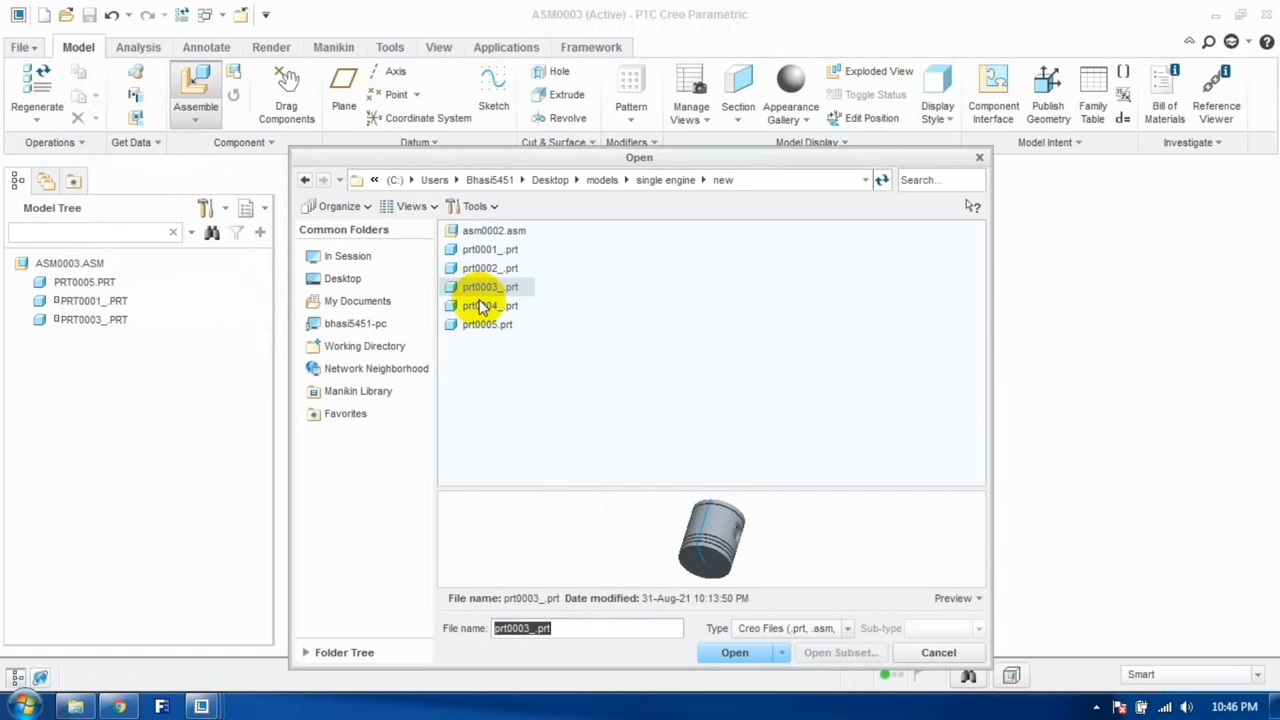 ASM0003 (Active) - PTC Creo Parametric
File Model Analysis Annotate Render Manikin Tools View Applications Framework
Regenerate
Assemble
Drag Components
Plane
Axis
Point
Coordinate System
Sketch
Hole
Extrude
Revolve
Pattern
Manage Views
Section
Appearance Gallery
Exploded View
Toggle Status
Edit Position
Display Style
Component Interface
Publish Geometry
Family Table
d=
Bill of Materials
Reference Viewer
Operations Get Data Component Datum Cut & Surface Modifiers Model Display Model Intent Investigate
Model Tree
ASM0003.ASM
PRT0005.PRT
PRT0001_.PRT
PRT0003_.PRT
Open
(C:) Users Bhasi5451 Desktop models single engine new
Search...
Organize Views Tools
Common Folders
In Session
Desktop
My Documents
bhasi5451-pc
Working Directory
Network Neighborhood
Manikin Library
Favorites
Folder Tree
asm0002.asm
prt0001_.prt
prt0002_.prt
prt0003_.prt
prt0004_.prt
prt0005.prt
File name: prt0003_.prt Date modified: 31-Aug-21 10:13:50 PM Preview
File name: prt0003_.prt Type Creo Files (.prt, .asm, Sub-type
Open Open Subset... Cancel
Smart
10:46 PM